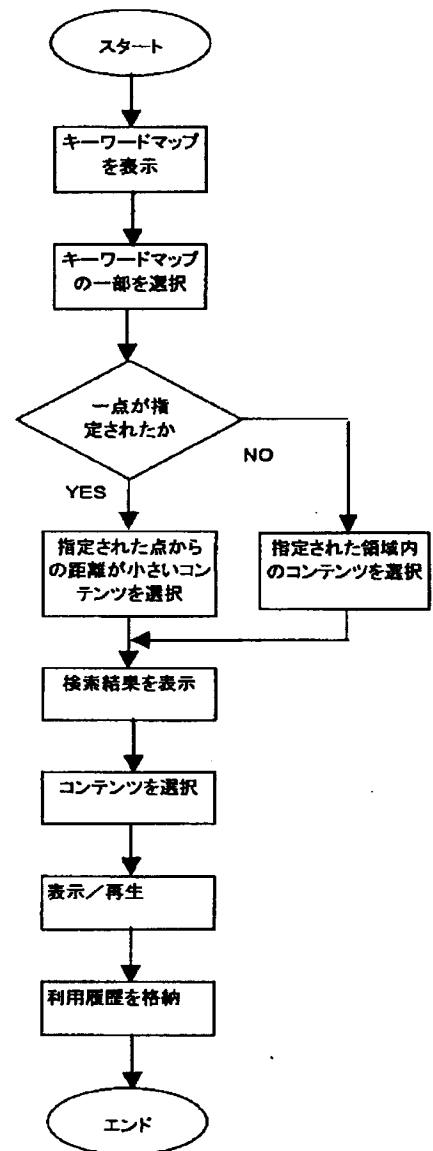 スタート
キーワードマップ
を表示
キーワードマップ
の一部を選択
一点が指
定されたか
NO
YES
指定された点から
の距離が小さいコン
テンツを選択
指定された領域内
のコンテンツを選択
検索結果を表示
コンテンツを選択
表示／再生
利用履歴を格納
エンド